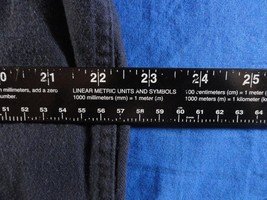 0 21 22 23 24 25
millimeters, add a zero LINEAR METRIC UNITS AND SYMBOLS 100 centimeters (cm) = 1 meter
number. 1000 millimeters (mm) = 1 meter (m) 1000 meters (m) = 1 kilometer (k
51 52 53 54 55 56 57 58 59 60 61 62 63 64